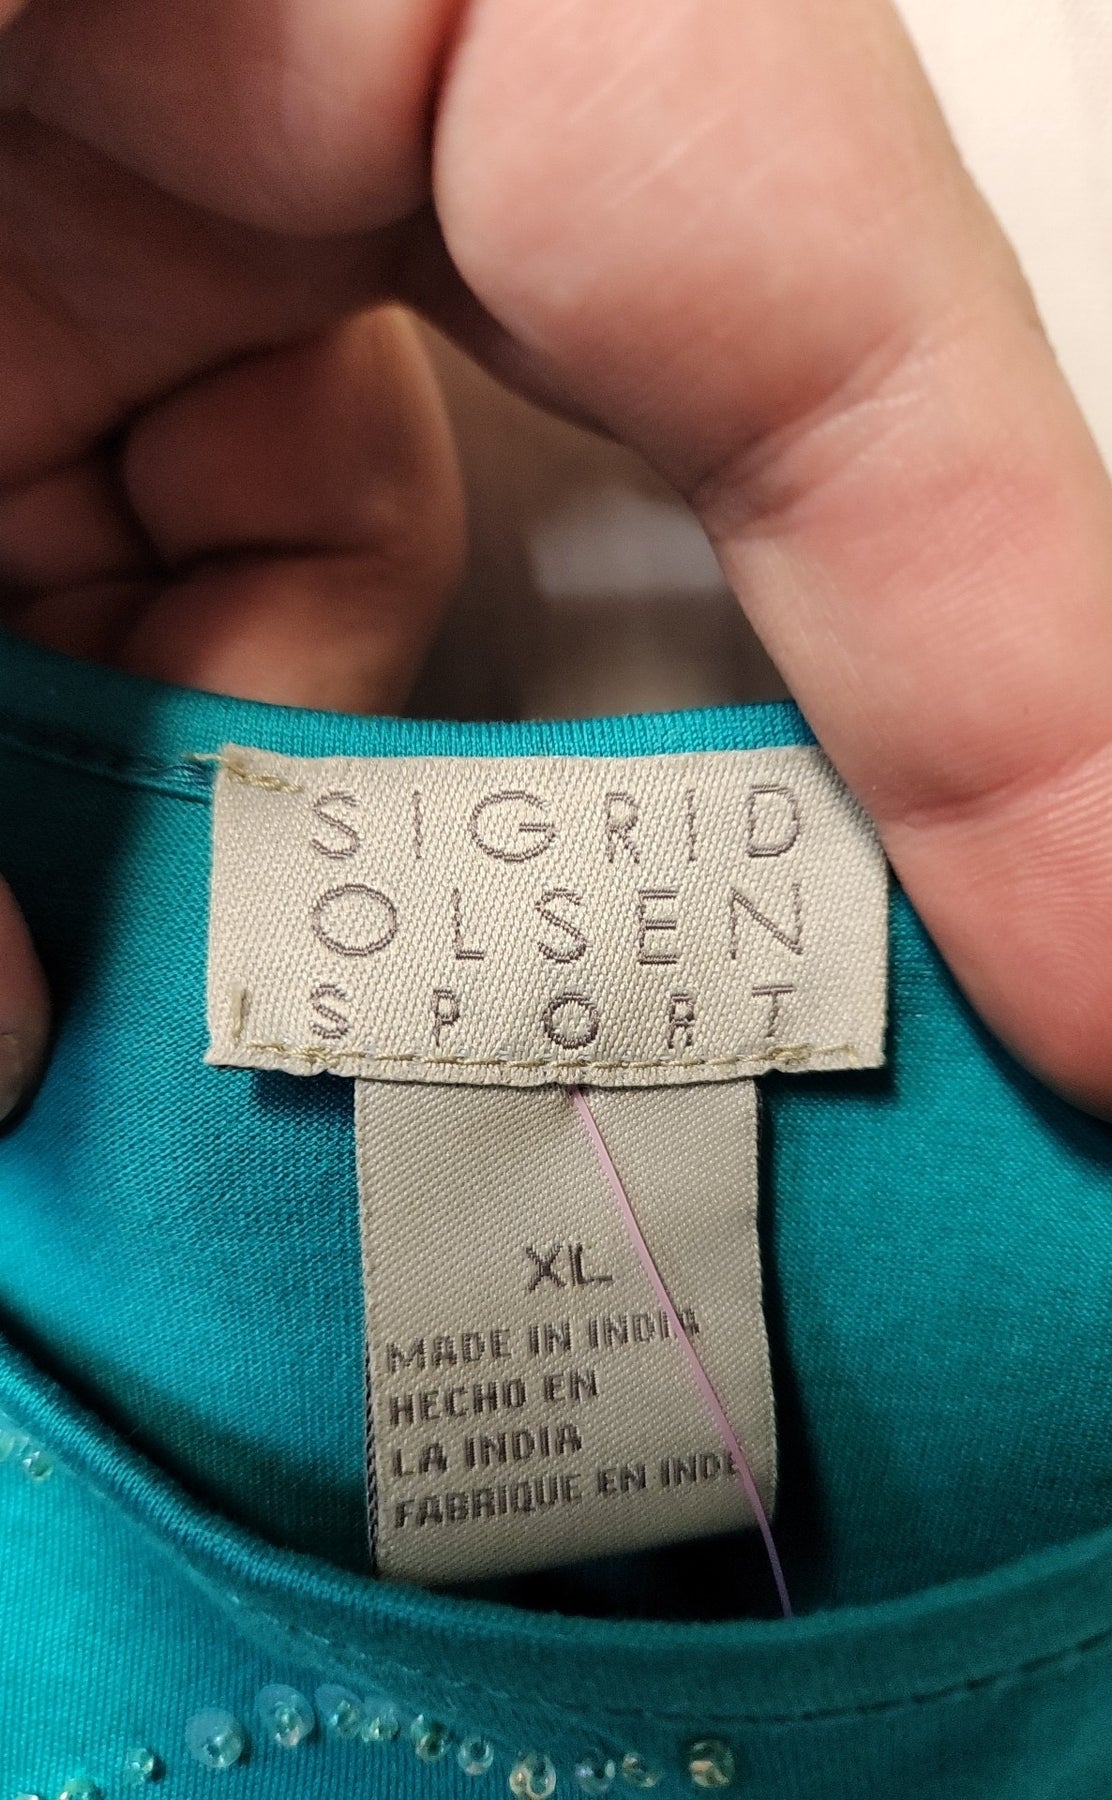 SIGRID
OLSEN
SPORT
XL
MADE IN INDIA
HECHO EN
LA INDIA
FABRIQUE EN INDE